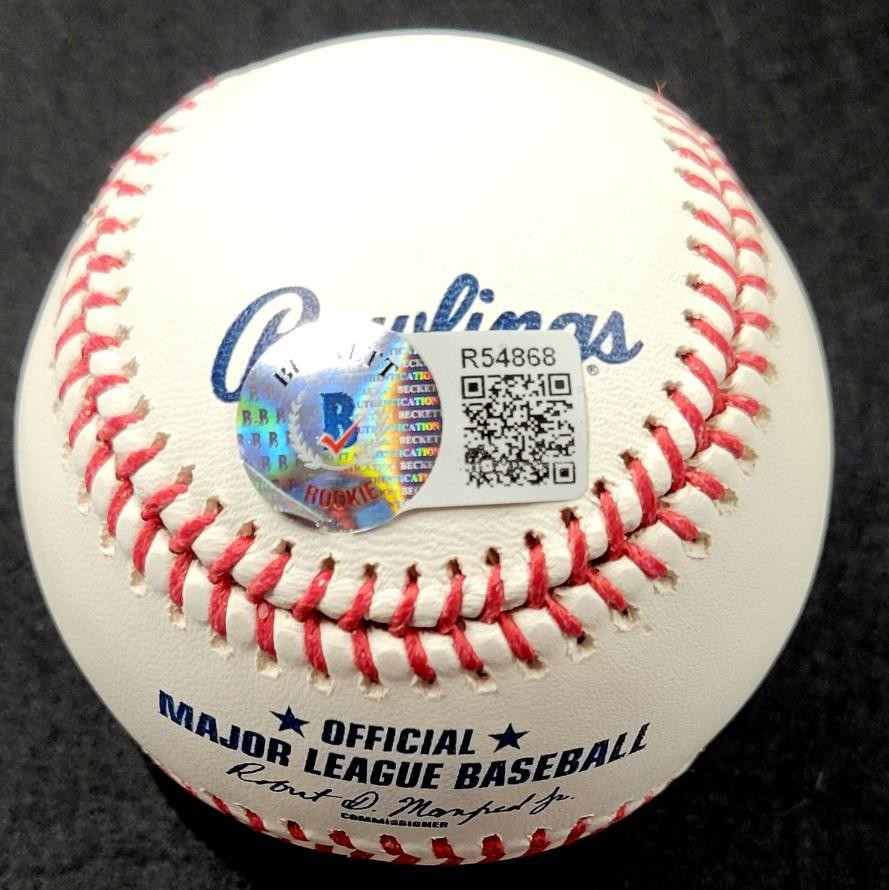 Rawlings
®
BECKETT
R54868
B
ROOKIE
★ OFFICIAL ★
MAJOR LEAGUE BASEBALL
Robert D. Manfred Jr.
COMMISSIONER